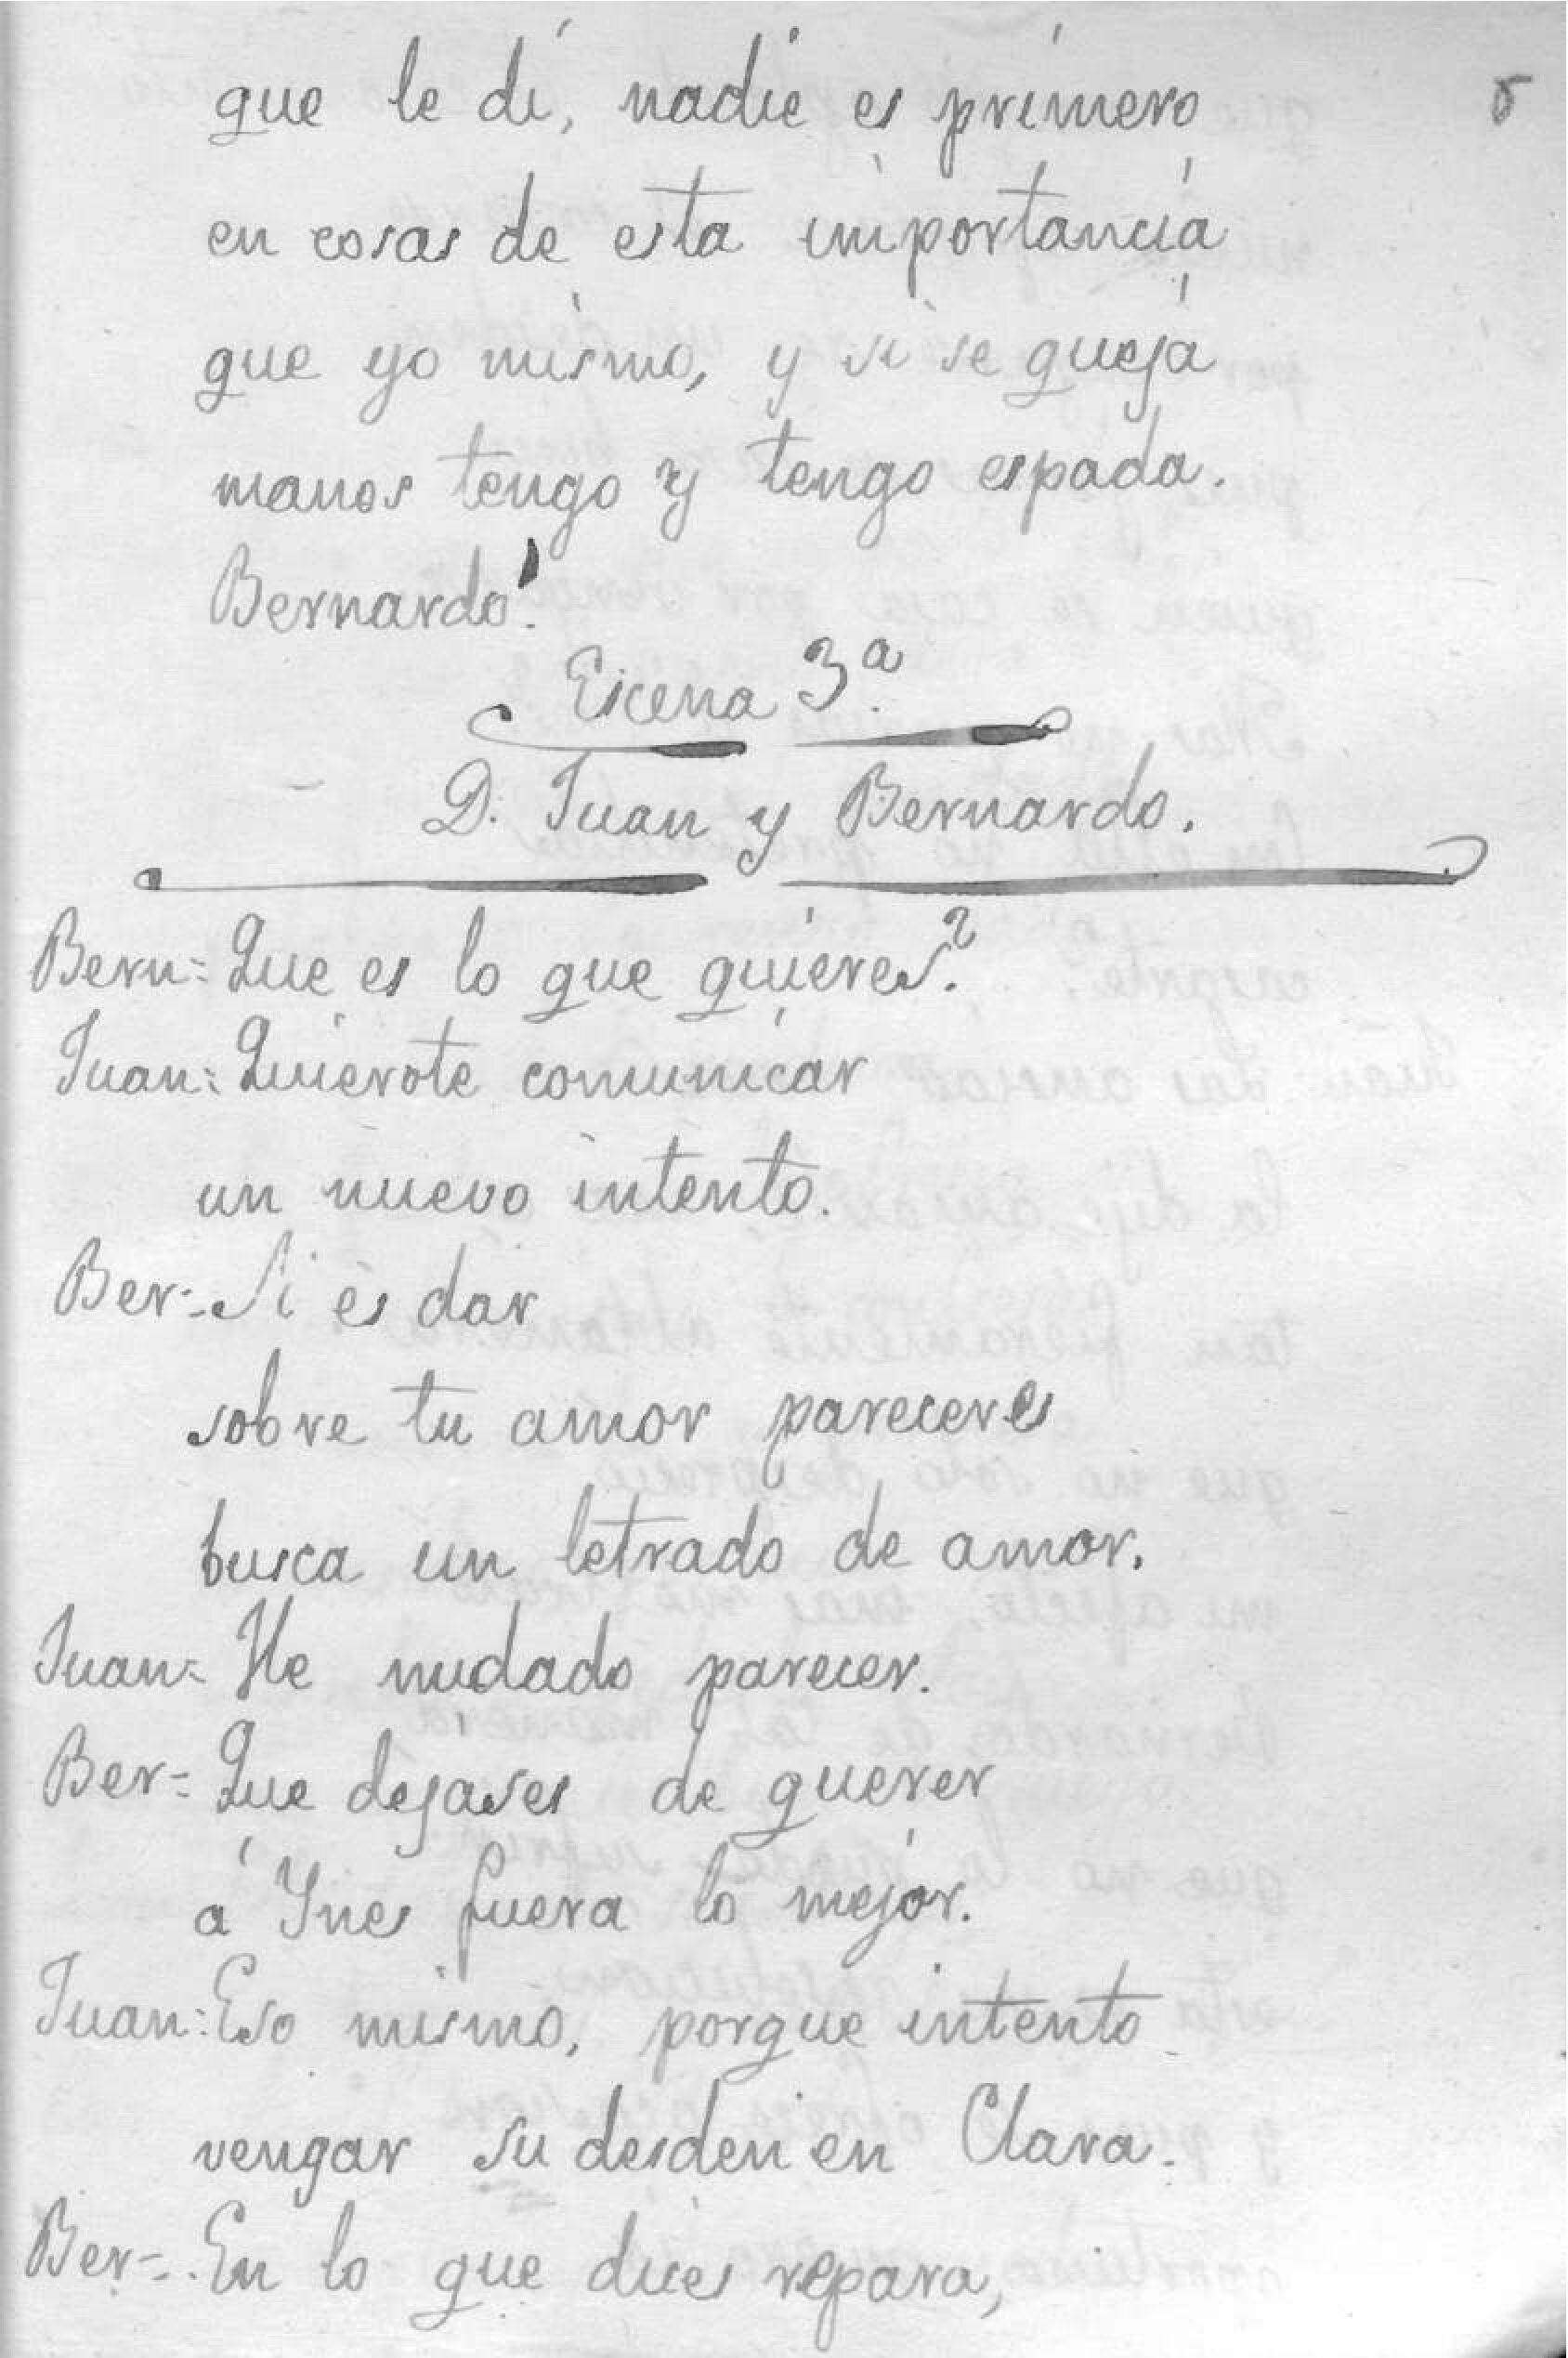 que le dí, nadie es primero
5
en cosas de esta importancia
que yo mismo, y si se queja
manos tengo y tengo espada.
Bernardo!
Escena 3ª.
D. Juan y Bernardo.
Bern= Que es lo que quieres?
Juan= Quierote comunicar
un nuevo intento.
Ber= Si es dar
sobre tu amor pareceres
busca un letrado de amor.
Juan= He mudado parecer.
Ber= Que dejases de querer
á Ynes fuera lo mejor.
Juan= Eso mismo, porque intento
vengar su desden en Clara.
Ber= En lo que dices repara,